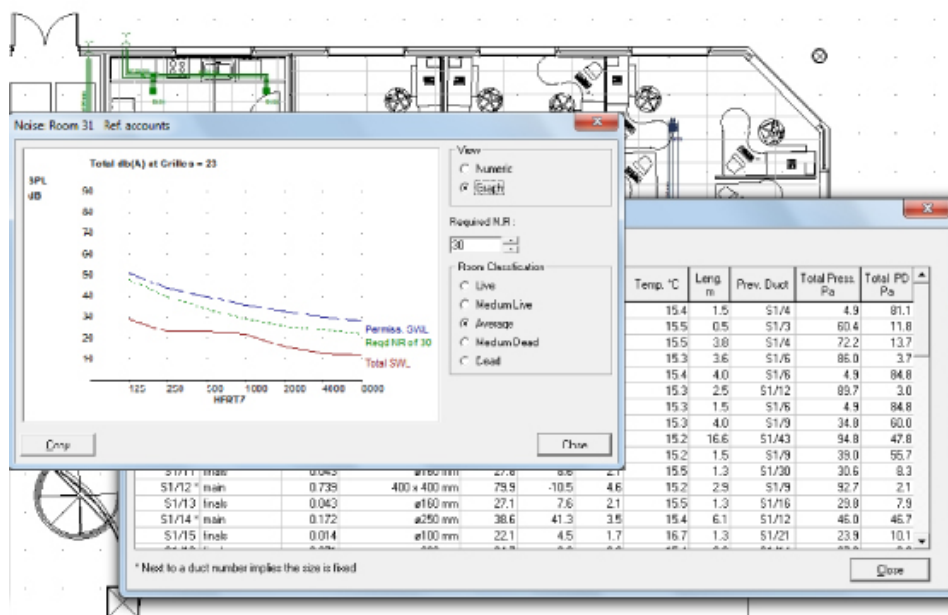 Noise: Room 31 Ref. accounts
Total db(A) at Grilles = 23
SPL
dB
90
80
70
60
50
40
30
20
10
125 250 500 1000 2000 4000 8000
HERTZ
Permiss. SWL
Reqd NR of 30
Total SWL
View
Numeric
Graph
Required N.R :
30
Room Classification
Live
Medium Live
Average
Medium Dead
Dead
Copy
Close
Temp. °C Leng. m Prev. Duct Total Press. Pa Total PD Pa
15.4 1.5 S1/4 4.9 81.1
15.5 0.5 S1/3 60.4 11.8
15.5 3.8 S1/4 72.2 13.7
15.3 3.6 S1/6 86.0 3.7
15.4 4.0 S1/6 4.9 84.8
15.3 2.5 S1/12 89.7 3.0
15.3 1.5 S1/6 4.9 84.8
15.3 4.0 S1/9 34.8 60.0
15.2 16.6 S1/43 94.8 47.8
15.2 1.5 S1/9 39.0 55.7
S1/11 finals 0.043 ø160 mm 27.8 8.6 2.1 15.5 1.3 S1/30 30.6 8.3
S1/12 * main 0.739 400 x 400 mm 79.9 -10.5 4.6 15.2 2.9 S1/9 92.7 2.1
S1/13 finals 0.043 ø160 mm 27.1 7.6 2.1 15.5 1.3 S1/16 29.8 7.9
S1/14 * main 0.172 ø250 mm 38.6 41.3 3.5 15.4 6.1 S1/12 46.0 46.7
S1/15 finals 0.014 ø100 mm 22.1 4.5 1.7 16.7 1.3 S1/21 23.9 10.1
* Next to a duct number implies the size is fixed
Close